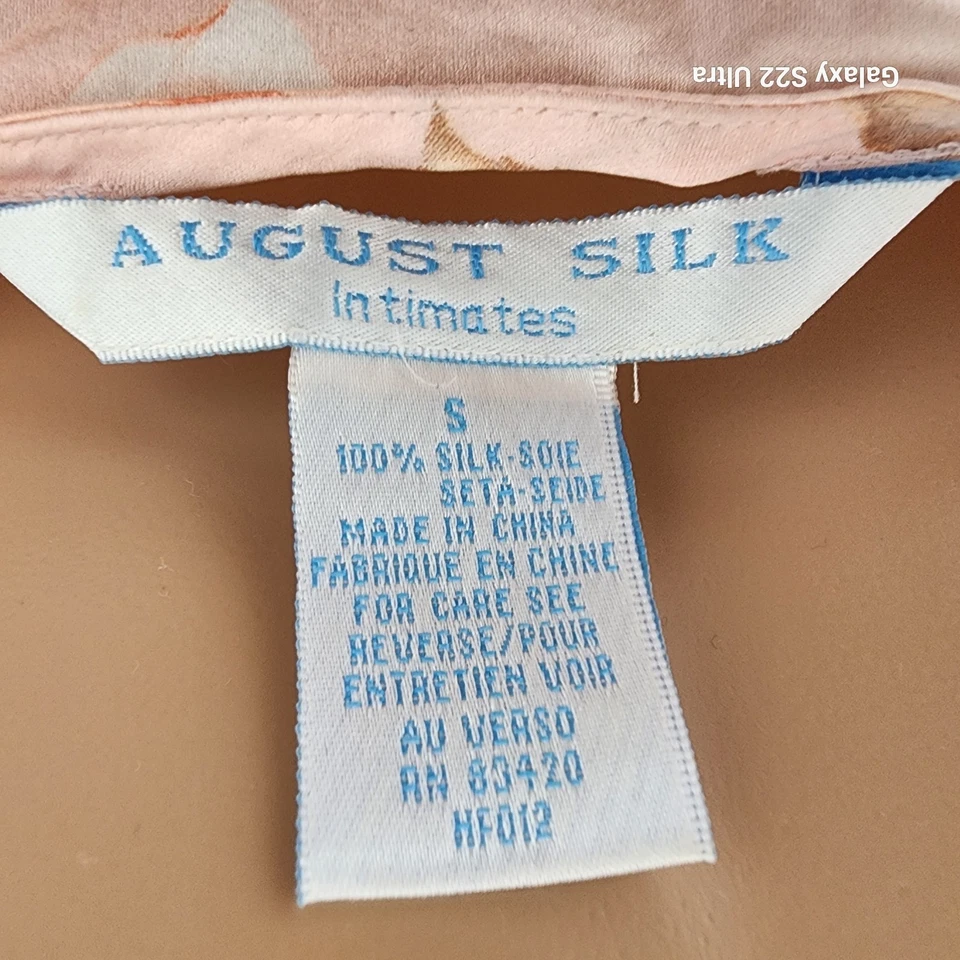 Galaxy S22 Ultra
AUGUST SILK
Intimates
S
100% SILK-SOIE
SETA-SEIDE
MADE IN CHINA
FABRIQUE EN CHINE
FOR CARE SEE
REVERSE/POUR
ENTRETIEN VOIR
AU VERSO
RN 83420
HF012